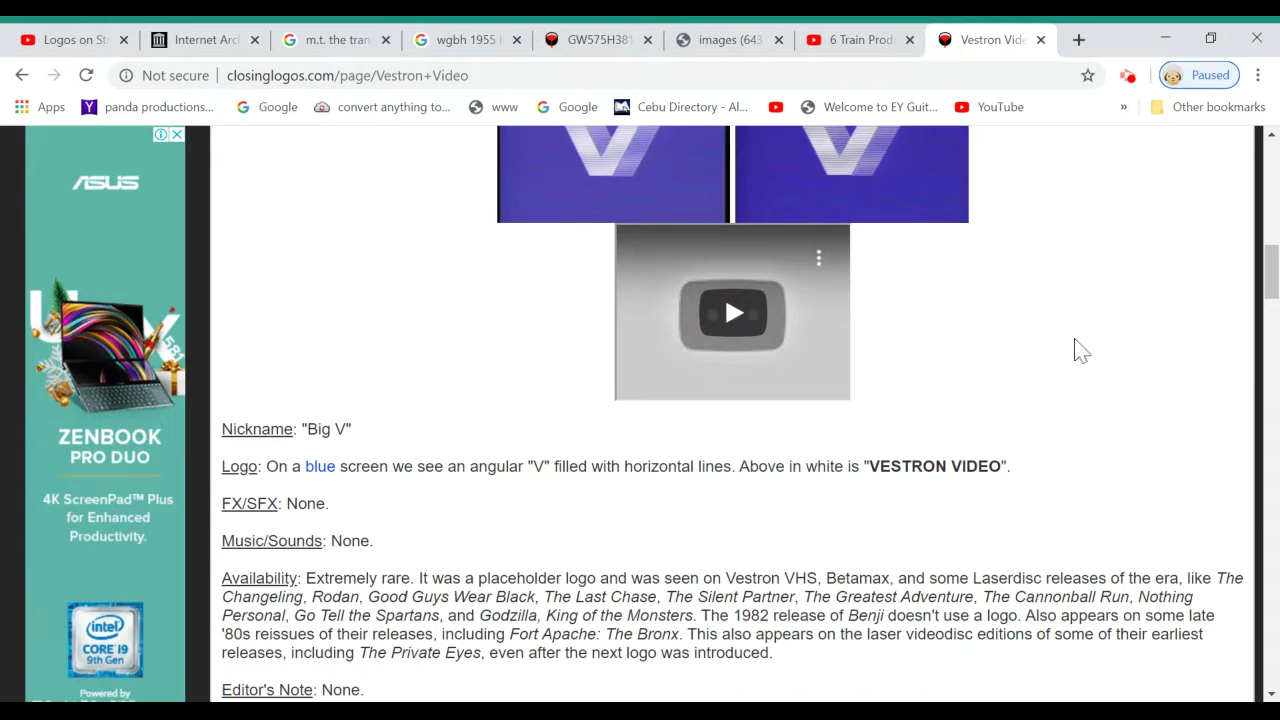 Logos on St
Internet Arc
m.t. the tran
wgbh 1955 l
GW575H381
images (643
6 Train Prod
Vestron Vide
Not secure | closinglogos.com/page/Vestron+Video
Paused
Apps
panda productions...
Google
convert anything to...
www
Google
Cebu Directory, Al...
Welcome to EY Guit...
YouTube
»
Other bookmarks
ASUS
ZENBOOK
PRO DUO
4K ScreenPad™ Plus
for Enhanced
Productivity.
intel
CORE i9
9th Gen
Powered by
Nickname: "Big V"
Logo: On a blue screen we see an angular "V" filled with horizontal lines. Above in white is "VESTRON VIDEO".
FX/SFX: None.
Music/Sounds: None.
Availability: Extremely rare. It was a placeholder logo and was seen on Vestron VHS, Betamax, and some Laserdisc releases of the era, like The
Changeling, Rodan, Good Guys Wear Black, The Last Chase, The Silent Partner, The Greatest Adventure, The Cannonball Run, Nothing
Personal, Go Tell the Spartans, and Godzilla, King of the Monsters. The 1982 release of Benji doesn't use a logo. Also appears on some late
'80s reissues of their releases, including Fort Apache: The Bronx. This also appears on the laser videodisc editions of some of their earliest
releases, including The Private Eyes, even after the next logo was introduced.
Editor's Note: None.